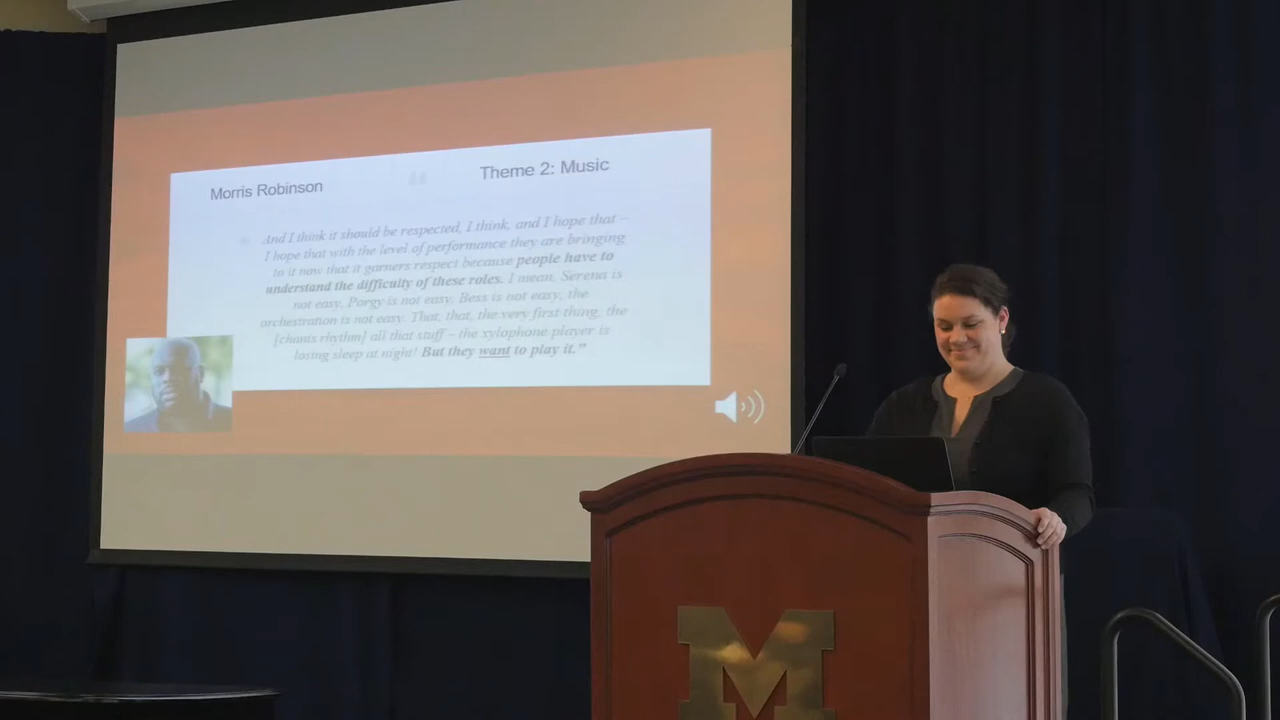 Morris Robinson
Theme 2: Music
And I think it should be respected, I think, and I hope that –
I hope that with the level of performance they are bringing
to it now that it garners respect because people have to
understand the difficulty of these roles. I mean, Serena is
not easy, Porgy is not easy, Bess is not easy, the
orchestration is not easy. That, that, the very first thing, the
[chants rhythm] all that stuff – the xylophone player is
losing sleep at night! But they want to play it.”
M